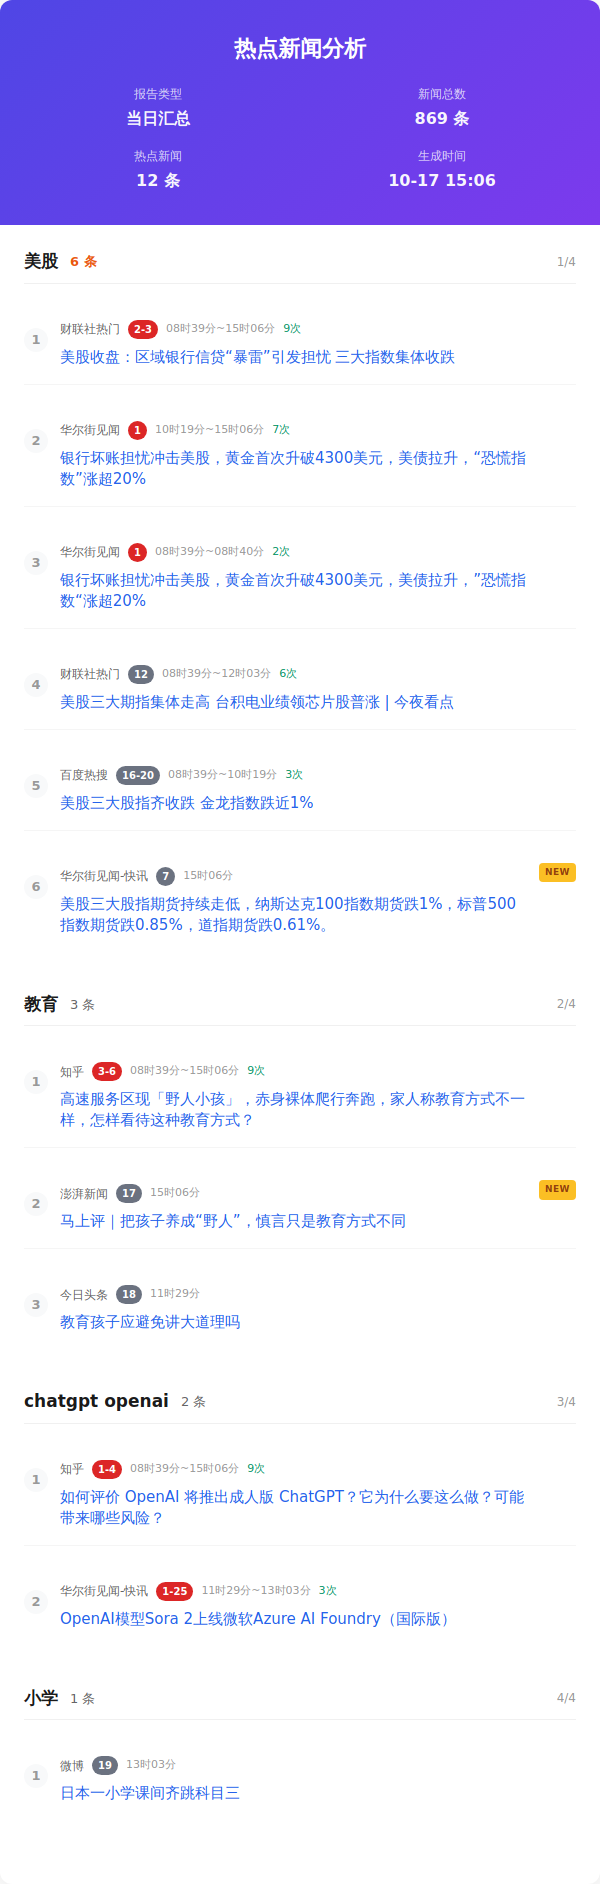 热点新闻分析
报告类型
新闻总数
当日汇总
869 条
热点新闻
生成时间
12 条
10-17 15:06
美股 6 条 1/4
1
财联社热门 2-3 08时39分~15时06分 9次
美股收盘：区域银行信贷“暴雷”引发担忧 三大指数集体收跌
2
华尔街见闻 1 10时19分~15时06分 7次
银行坏账担忧冲击美股，黄金首次升破4300美元，美债拉升，“恐慌指
数”涨超20%
3
华尔街见闻 1 08时39分~08时40分 2次
银行坏账担忧冲击美股，黄金首次升破4300美元，美债拉升，”恐慌指
数“涨超20%
4
财联社热门 12 08时39分~12时03分 6次
美股三大期指集体走高 台积电业绩领芯片股普涨 | 今夜看点
5
百度热搜 16-20 08时39分~10时19分 3次
美股三大股指齐收跌 金龙指数跌近1%
6
华尔街见闻-快讯 7 15时06分 NEW
美股三大股指期货持续走低，纳斯达克100指数期货跌1%，标普500
指数期货跌0.85%，道指期货跌0.61%。
教育 3 条 2/4
1
知乎 3-6 08时39分~15时06分 9次
高速服务区现「野人小孩」，赤身裸体爬行奔跑，家人称教育方式不一
样，怎样看待这种教育方式？
2
澎湃新闻 17 15时06分 NEW
马上评｜把孩子养成“野人”，慎言只是教育方式不同
3
今日头条 18 11时29分
教育孩子应避免讲大道理吗
chatgpt openai 2 条 3/4
1
知乎 1-4 08时39分~15时06分 9次
如何评价 OpenAI 将推出成人版 ChatGPT？它为什么要这么做？可能
带来哪些风险？
2
华尔街见闻-快讯 1-25 11时29分~13时03分 3次
OpenAI模型Sora 2上线微软Azure AI Foundry（国际版）
小学 1 条 4/4
1
微博 19 13时03分
日本一小学课间齐跳科目三